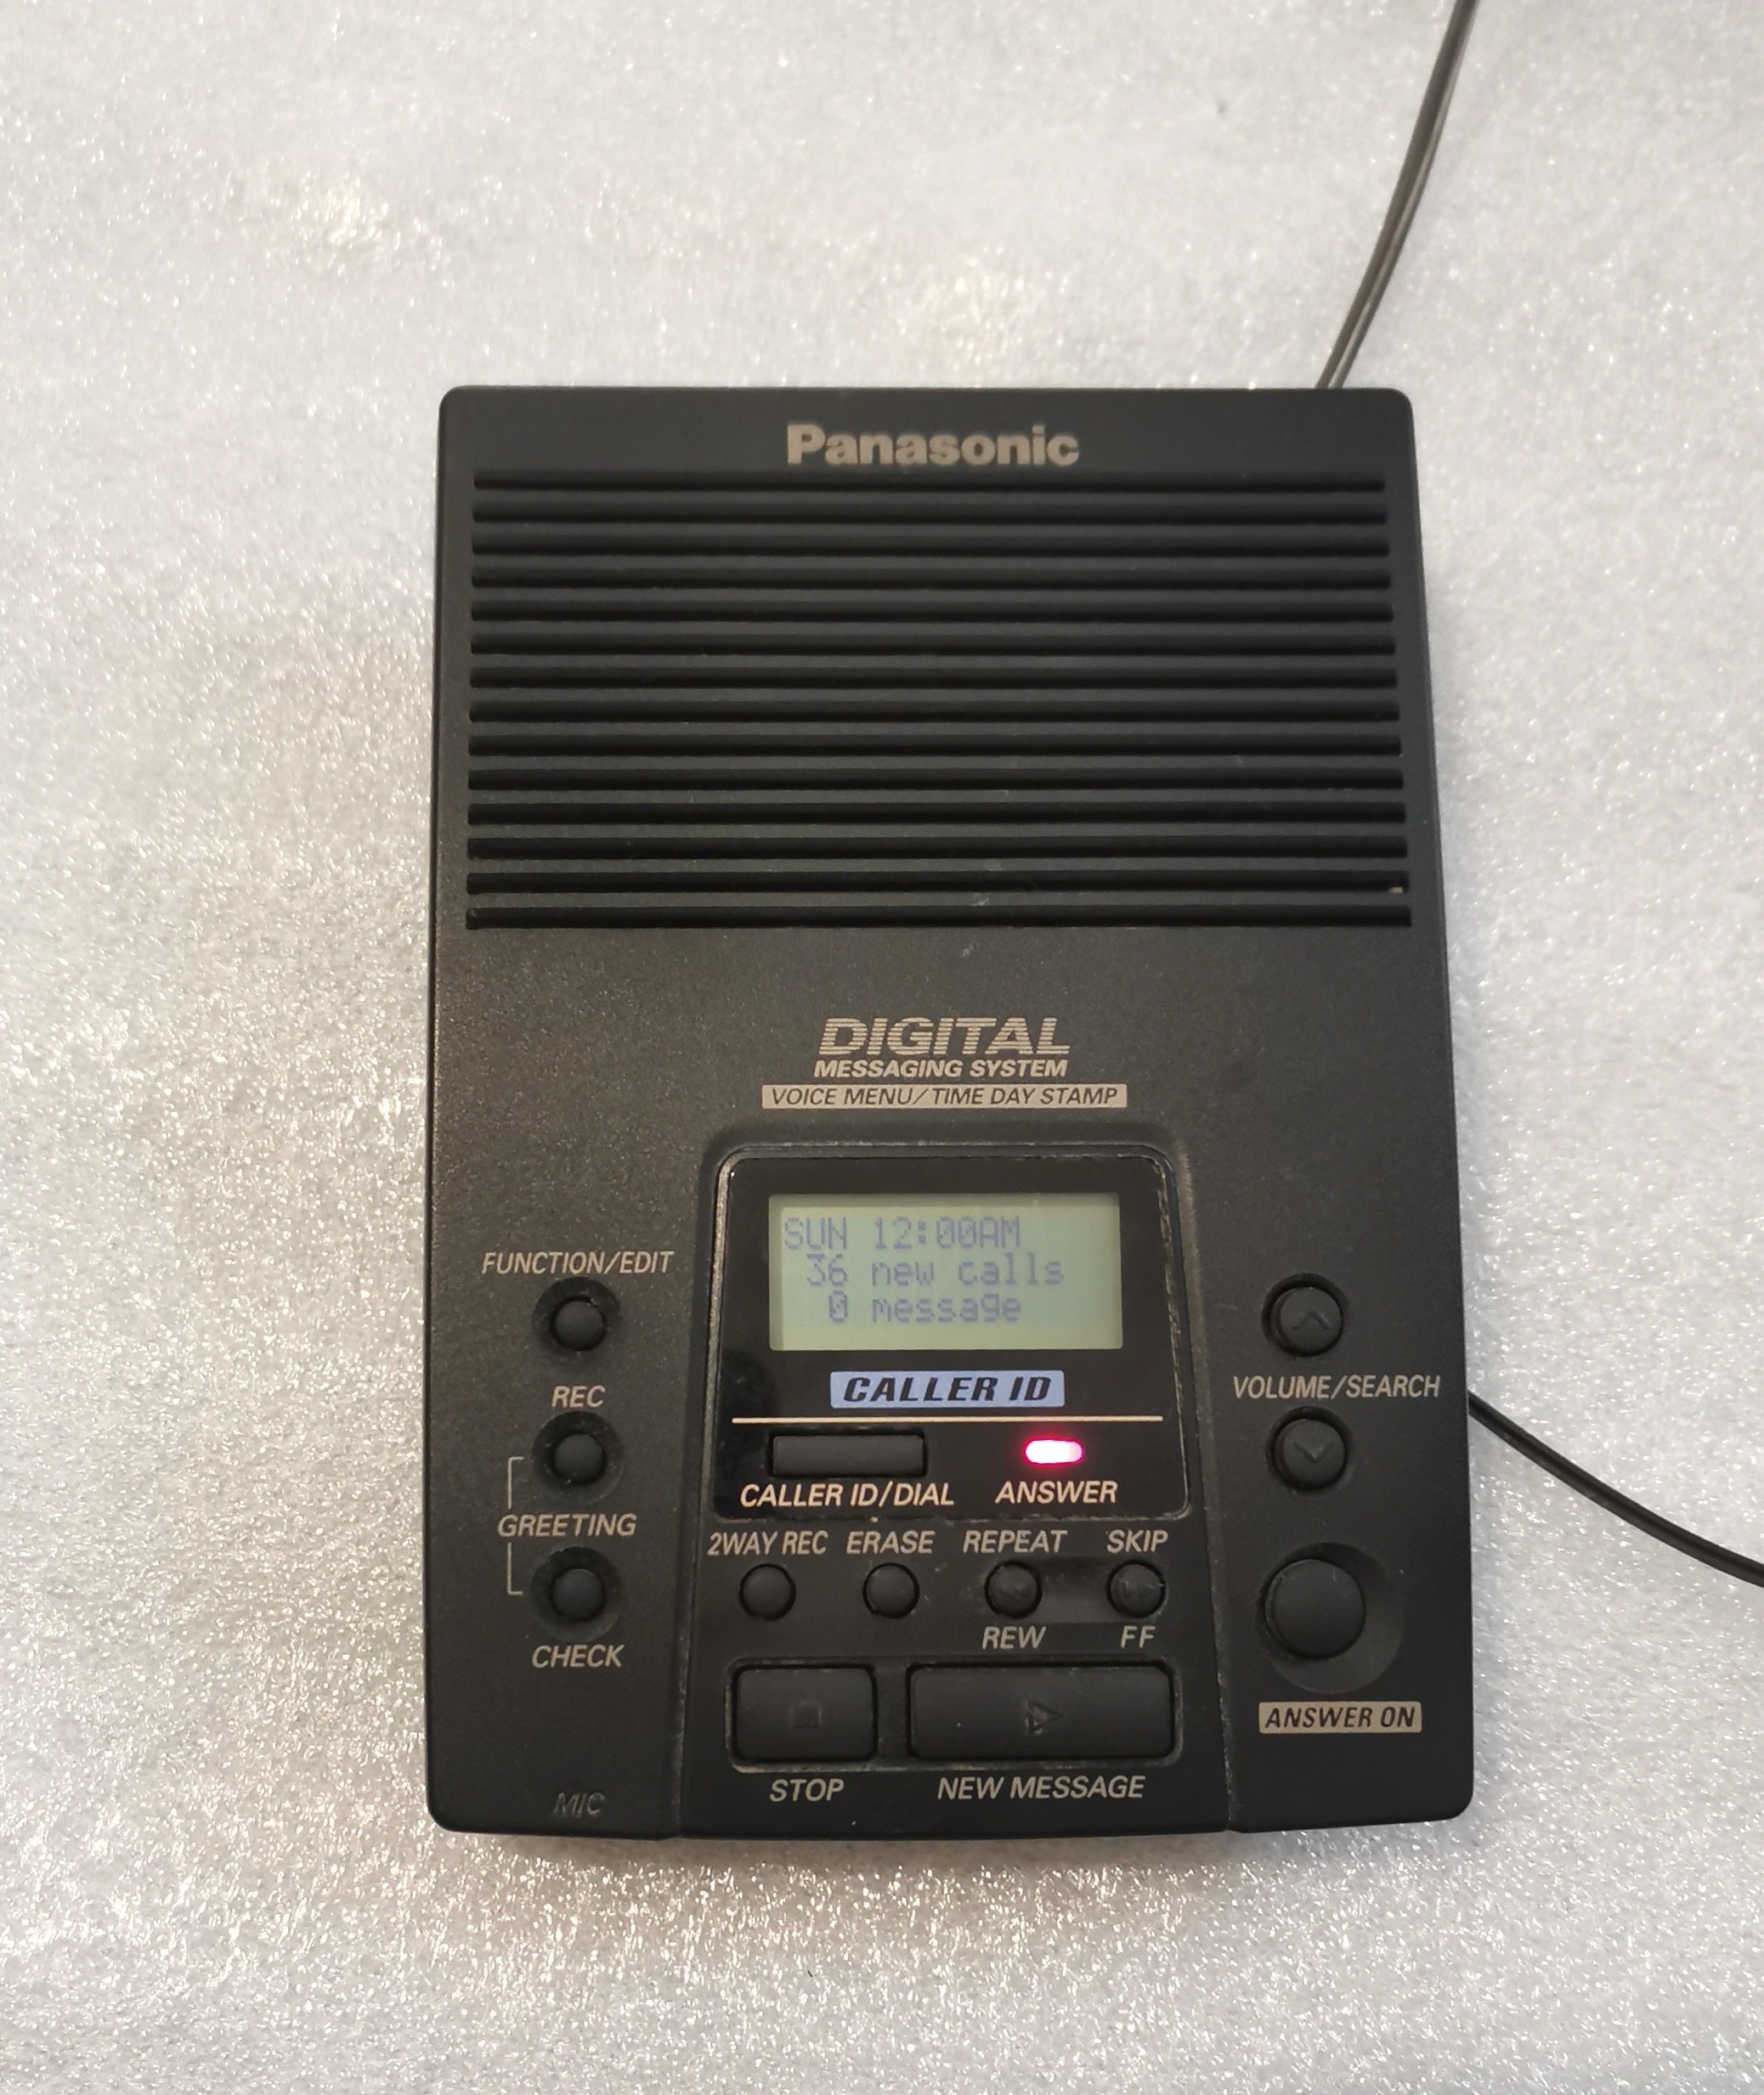 Panasonic
DIGITAL
MESSAGING SYSTEM
VOICE MENU/TIME DAY STAMP
SUN 12:00AM
36 new calls
0 message
CALLER ID
CALLER ID/DIAL
ANSWER
FUNCTION/EDIT
REC
GREETING
CHECK
MIC
2WAY REC
ERASE
REPEAT
SKIP
REW
FF
STOP
NEW MESSAGE
VOLUME/SEARCH
ANSWER ON